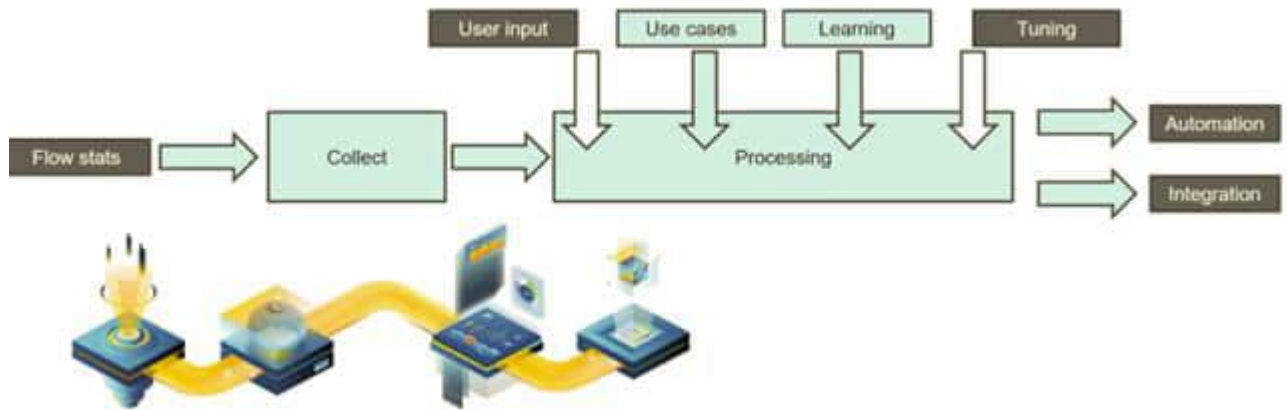 User input
Use cases
Learning
Tuning
Flow stats
Collect
Processing
Automation
Integration